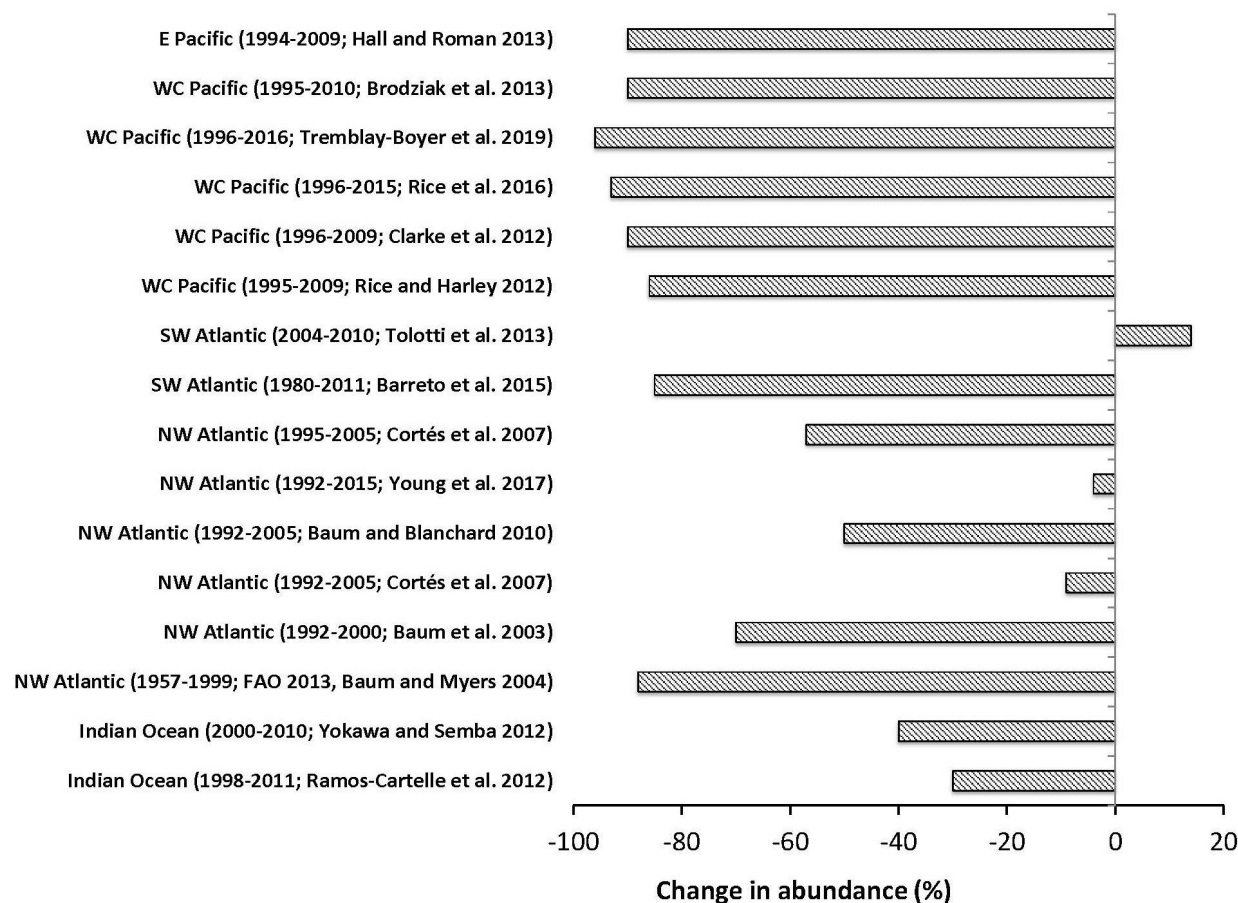 E Pacific (1994-2009; Hall and Roman 2013)
WC Pacific (1995-2010; Brodziak et al. 2013)
WC Pacific (1996-2016; Tremblay-Boyer et al. 2019)
WC Pacific (1996-2015; Rice et al. 2016)
WC Pacific (1996-2009; Clarke et al. 2012)
WC Pacific (1995-2009; Rice and Harley 2012)
SW Atlantic (2004-2010; Tolotti et al. 2013)
SW Atlantic (1980-2011; Barreto et al. 2015)
NW Atlantic (1995-2005; Cortés et al. 2007)
NW Atlantic (1992-2015; Young et al. 2017)
NW Atlantic (1992-2005; Baum and Blanchard 2010)
NW Atlantic (1992-2005; Cortés et al. 2007)
NW Atlantic (1992-2000; Baum et al. 2003)
NW Atlantic (1957-1999; FAO 2013, Baum and Myers 2004)
Indian Ocean (2000-2010; Yokawa and Semba 2012)
Indian Ocean (1998-2011; Ramos-Cartelle et al. 2012)
-100 -80 -60 -40 -20 0 20
Change in abundance (%)